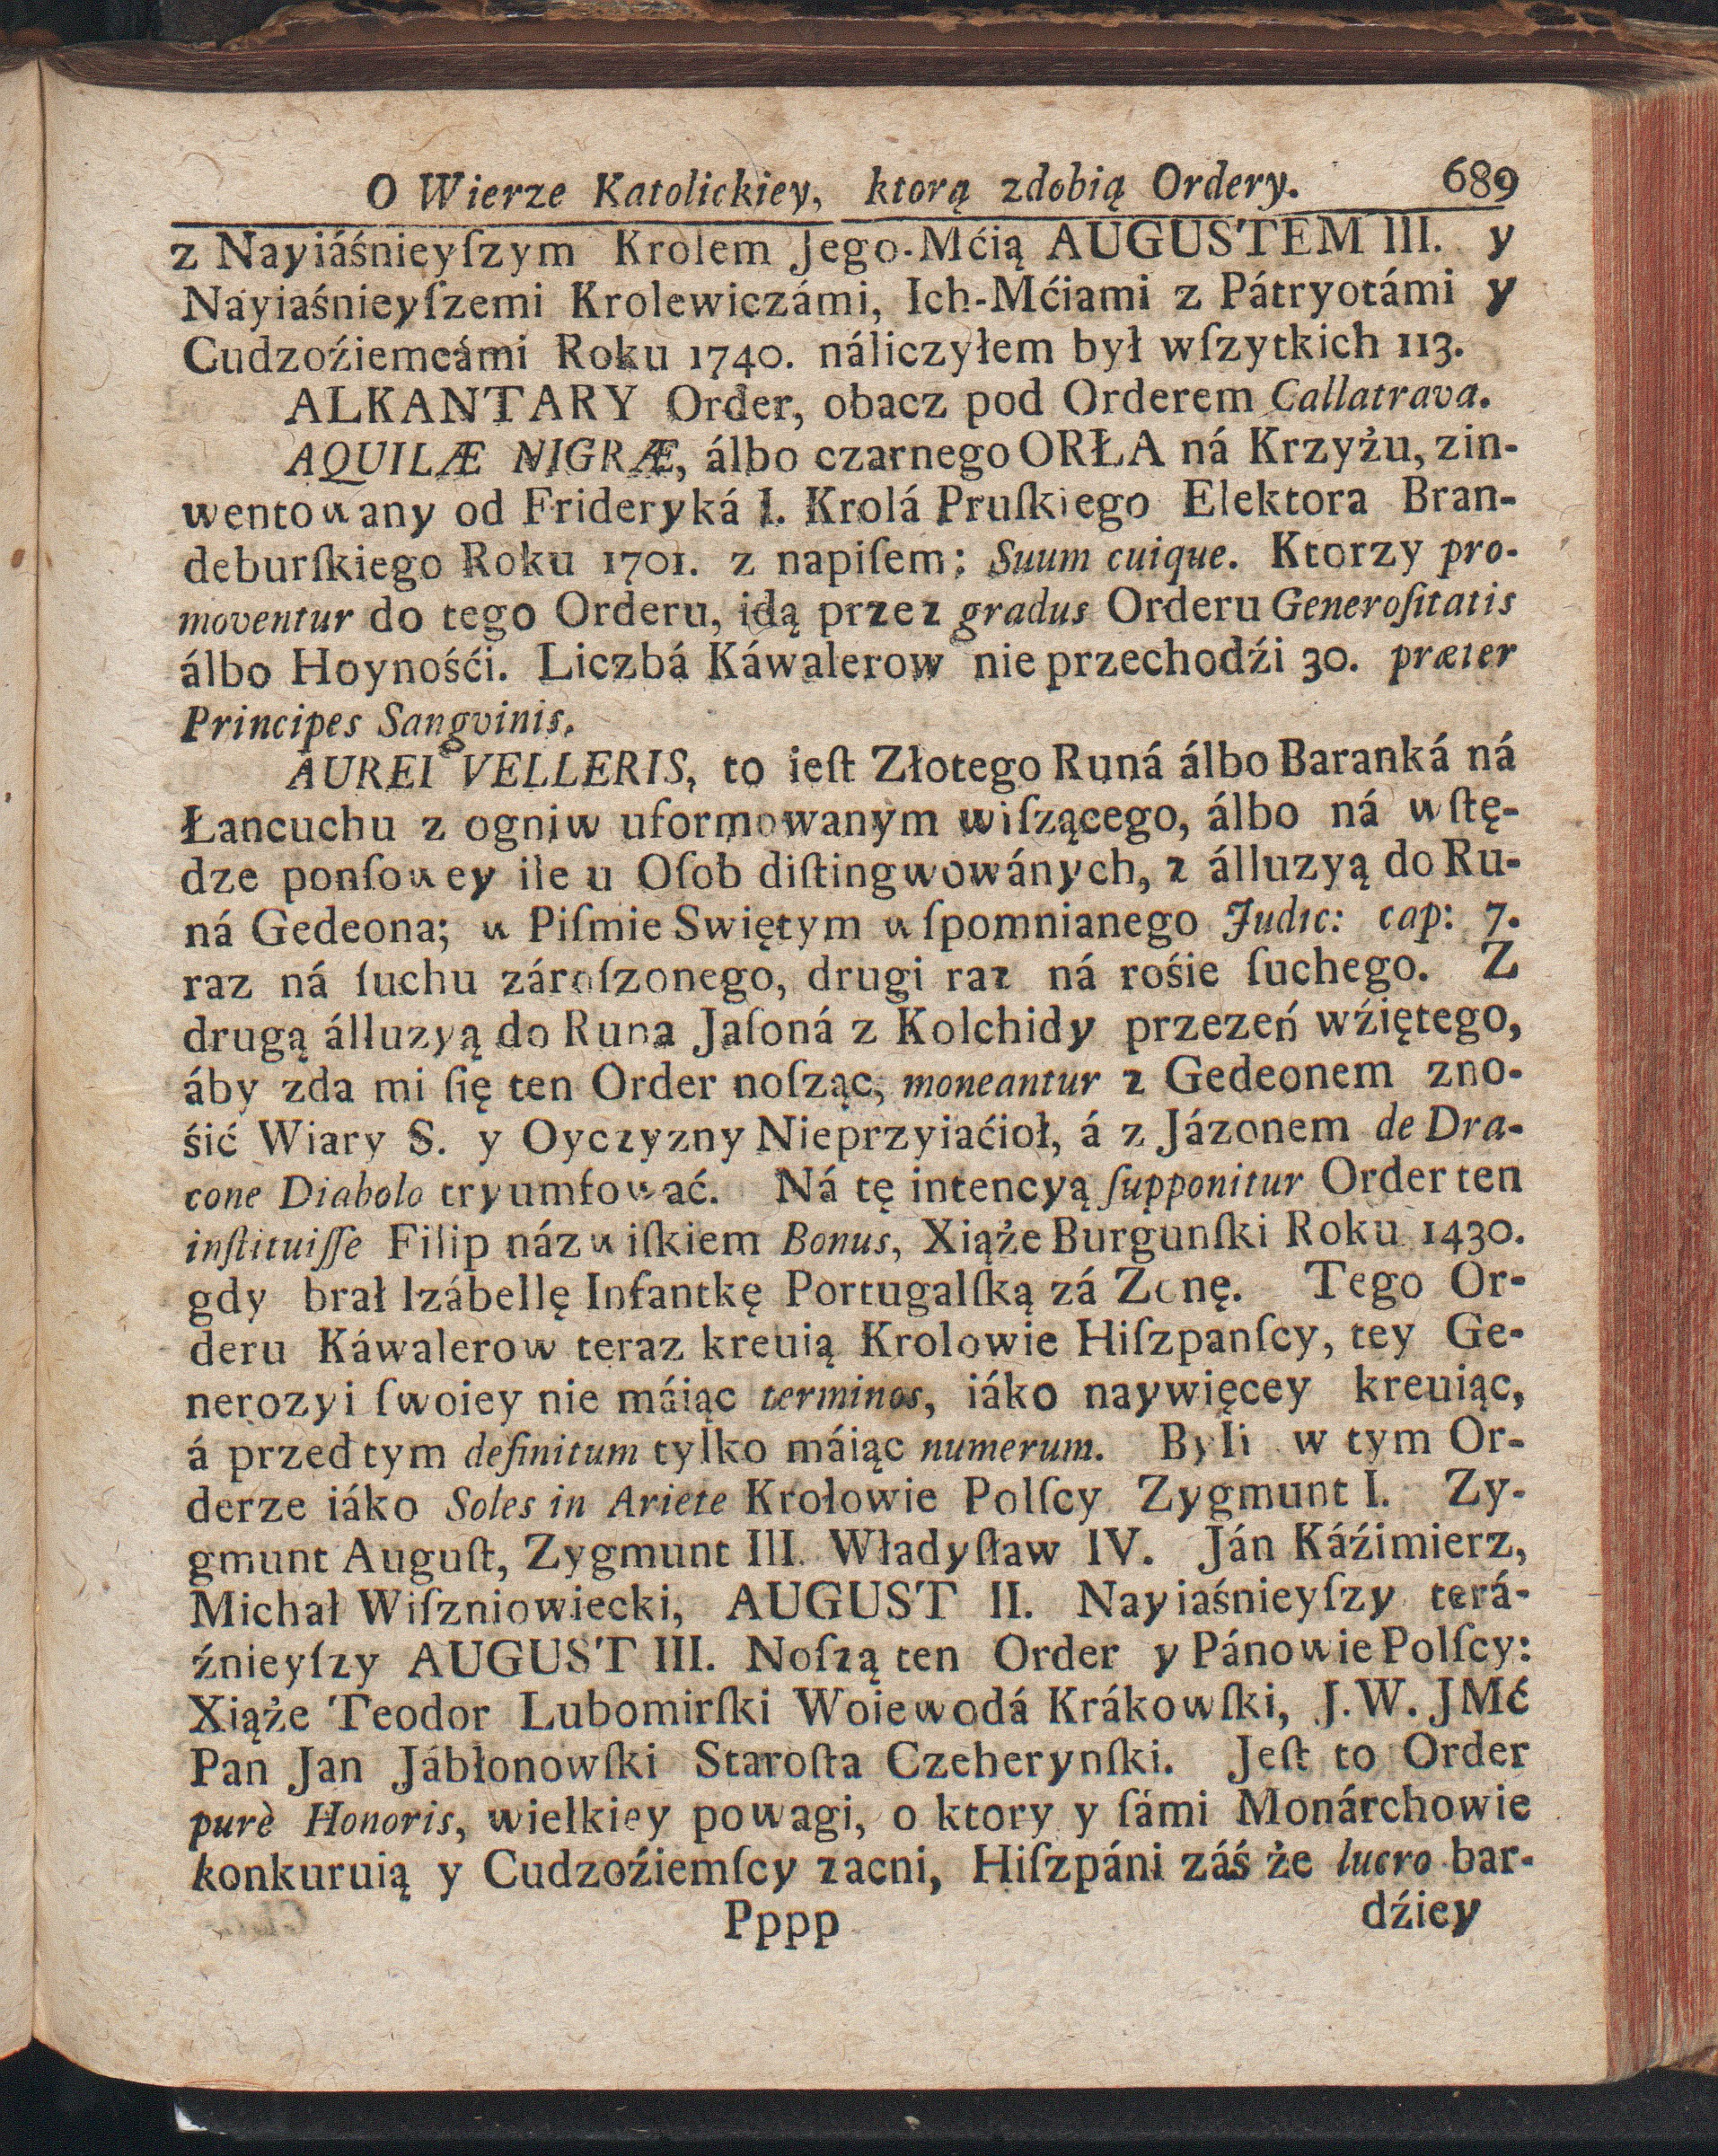 O Wierze Katolickiey, ktorą zdobią Ordery. 689
z Nayiáśnieyſzym Krolem Jego-Mćią AUGUSTEM III. y
Náyiaśnieyſzemi Krolewiczámi, Ich-Mćiami z Pátryotámi y
Cudzoźiemcámi Roku 1740. náliczyłem był wſzytkich 113.
ALKANTARY Order, obacz pod Orderem Callatrava.
AQUILÆ NIGRÆ, álbo czarnego ORŁA ná Krzyżu, zin-
wentowany od Frideryká I. Krolá Pruſkiego Elektora Bran-
deburſkiego Roku 1701. z napiſem: Suum cuique. Ktorzy pro-
moventur do tego Orderu, idą przez gradus Orderu Generoſitatis
álbo Hoynośći. Liczbá Káwalerow nie przechodźi 30. præter
Principes Sangvinis.
AUREI VELLERIS, to ieſt Złotego Runá álbo Baranká ná
Łancuchu z ogniw uformowanym wiſzącego, álbo ná wſtę-
dze ponſowey ile u Oſob diſtingwowánych, z álluzyą do Ru-
ná Gedeona; w Piſmie Swiętym wſpomnianego Judic: cap: 7.
raz ná ſuchu zároſzonego, drugi raz ná rośie ſuchego. Z
drugą álluzyą do Runa Jaſoná z Kolchidy przezeń wźiętego,
áby zda mi ſię ten Order noſząc, moneantur z Gedeonem zno-
śić Wiary S. y Oyczyzny Nieprzyiaćioł, á z Jázonem de Dra-
cone Diabolo tryumfować. Ná tę intencyą ſupponitur Order ten
inſtituiſſe Filip názwiſkiem Bonus, Xiąże Burgunſki Roku 1430.
gdy brał Izábellę Infantkę Portugalſką zá Zonę. Tego Or-
deru Káwalerow teraz kreuią Krolowie Hiſzpanſcy, tey Ge-
nerozyi ſwoiey nie máiąc terminos, iáko naywięcey kreuiąc,
á przedtym definitum tylko máiąc numerum. Byli w tym Or-
derze iáko Soles in Ariete Krołowie Polſcy Zygmunt I. Zy-
gmunt Auguſt, Zygmunt III. Władyſław IV. Ján Káźimierz,
Michał Wiſzniowiecki, AUGUST II. Nayiaśnieyſzy terá-
źnieyſzy AUGUST III. Noſzą ten Order y Pánowie Polſcy:
Xiąże Teodor Lubomirſki Woiewodá Krákowſki, J.W. JMć
Pan Jan Jábłonowſki Staroſta Czeherynſki. Jeſt to Order
purè Honoris, wielkiey powagi, o ktory y ſámi Monárchowie
konkuruią y Cudzoźiemſcy zacni, Hiſzpáni záś że lucro bar-
Pppp dźiey